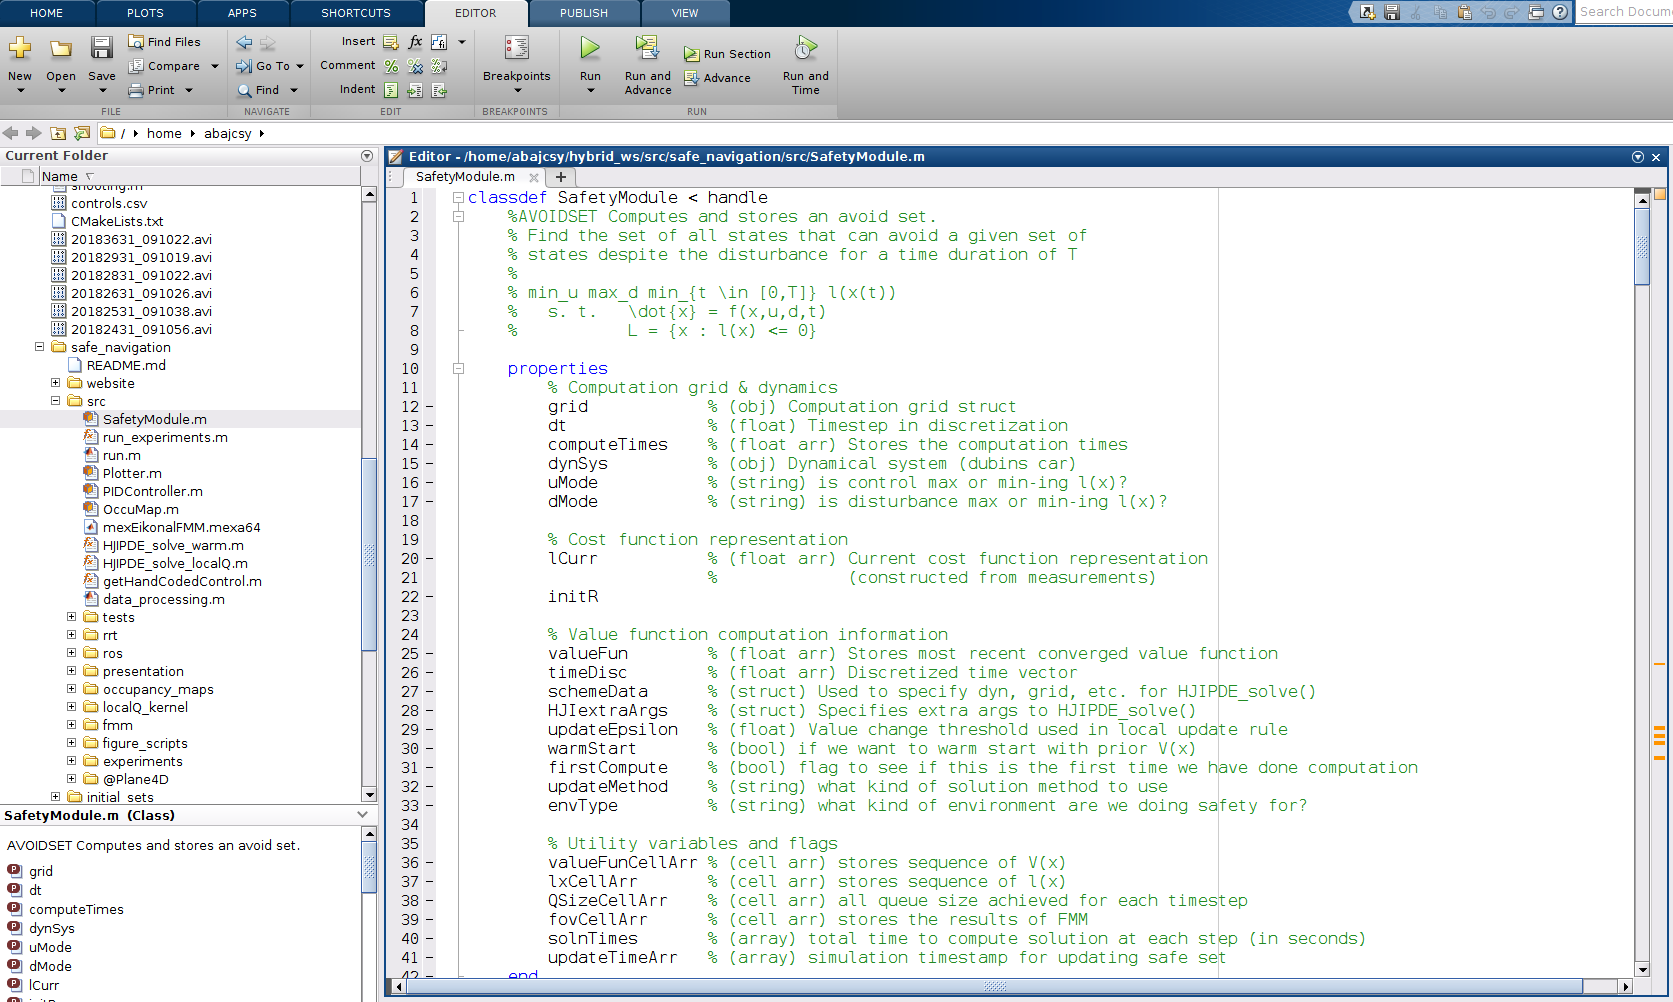 HOME PLOTS APPS SHORTCUTS EDITOR PUBLISH VIEW
Search Docum
New Open Save
Find Files
Compare
Print
Go To
Find
Insert fx
Comment
Indent
Breakpoints
Run
Run and Advance
Run Section
Advance
Run and Time
FILE NAVIGATE EDIT BREAKPOINTS RUN
/ home abajcsy
Current Folder
Name
shooting.m
controls.csv
CMakeLists.txt
20183631_091022.avi
20182931_091019.avi
20182831_091022.avi
20182631_091026.avi
20182531_091038.avi
20182431_091056.avi
safe_navigation
README.md
website
src
SafetyModule.m
run_experiments.m
run.m
Plotter.m
PIDController.m
OccuMap.m
mexEikonalFMM.mexa64
HJIPDE_solve_warm.m
HJIPDE_solve_localQ.m
getHandCodedControl.m
data_processing.m
tests
rrt
ros
presentation
occupancy_maps
localQ_kernel
fmm
figure_scripts
experiments
@Plane4D
initial_sets
SafetyModule.m (Class)
AVOIDSET Computes and stores an avoid set.
grid
dt
computeTimes
dynSys
uMode
dMode
lCurr
initR
Editor - /home/abajcsy/hybrid_ws/src/safe_navigation/src/SafetyModule.m
SafetyModule.m
1 classdef SafetyModule < handle
2 %AVOIDSET Computes and stores an avoid set.
3 % Find the set of all states that can avoid a given set of
4 % states despite the disturbance for a time duration of T
5 %
6 % min_u max_d min_{t \in [0,T]} l(x(t))
7 % s. t. \dot{x} = f(x,u,d,t)
8 % L = {x : l(x) <= 0}
9
10 properties
11 % Computation grid & dynamics
12 grid % (obj) Computation grid struct
13 dt % (float) Timestep in discretization
14 computeTimes % (float arr) Stores the computation times
15 dynSys % (obj) Dynamical system (dubins car)
16 uMode % (string) is control max or min-ing l(x)?
17 dMode % (string) is disturbance max or min-ing l(x)?
18
19 % Cost function representation
20 lCurr % (float arr) Current cost function representation
21 % (constructed from measurements)
22 initR
23
24 % Value function computation information
25 valueFun % (float arr) Stores most recent converged value function
26 timeDisc % (float arr) Discretized time vector
27 schemeData % (struct) Used to specify dyn, grid, etc. for HJIPDE_solve()
28 HJIextraArgs % (struct) Specifies extra args to HJIPDE_solve()
29 updateEpsilon % (float) Value change threshold used in local update rule
30 warmStart % (bool) if we want to warm start with prior V(x)
31 firstCompute % (bool) flag to see if this is the first time we have done computation
32 updateMethod % (string) what kind of solution method to use
33 envType % (string) what kind of environment are we doing safety for?
34
35 % Utility variables and flags
36 valueFunCellArr % (cell arr) stores sequence of V(x)
37 lxCellArr % (cell arr) stores sequence of l(x)
38 QSizeCellArr % (cell arr) all queue size achieved for each timestep
39 fovCellArr % (cell arr) stores the results of FMM
40 solnTimes % (array) total time to compute solution at each step (in seconds)
41 updateTimeArr % (array) simulation timestamp for updating safe set
42 end